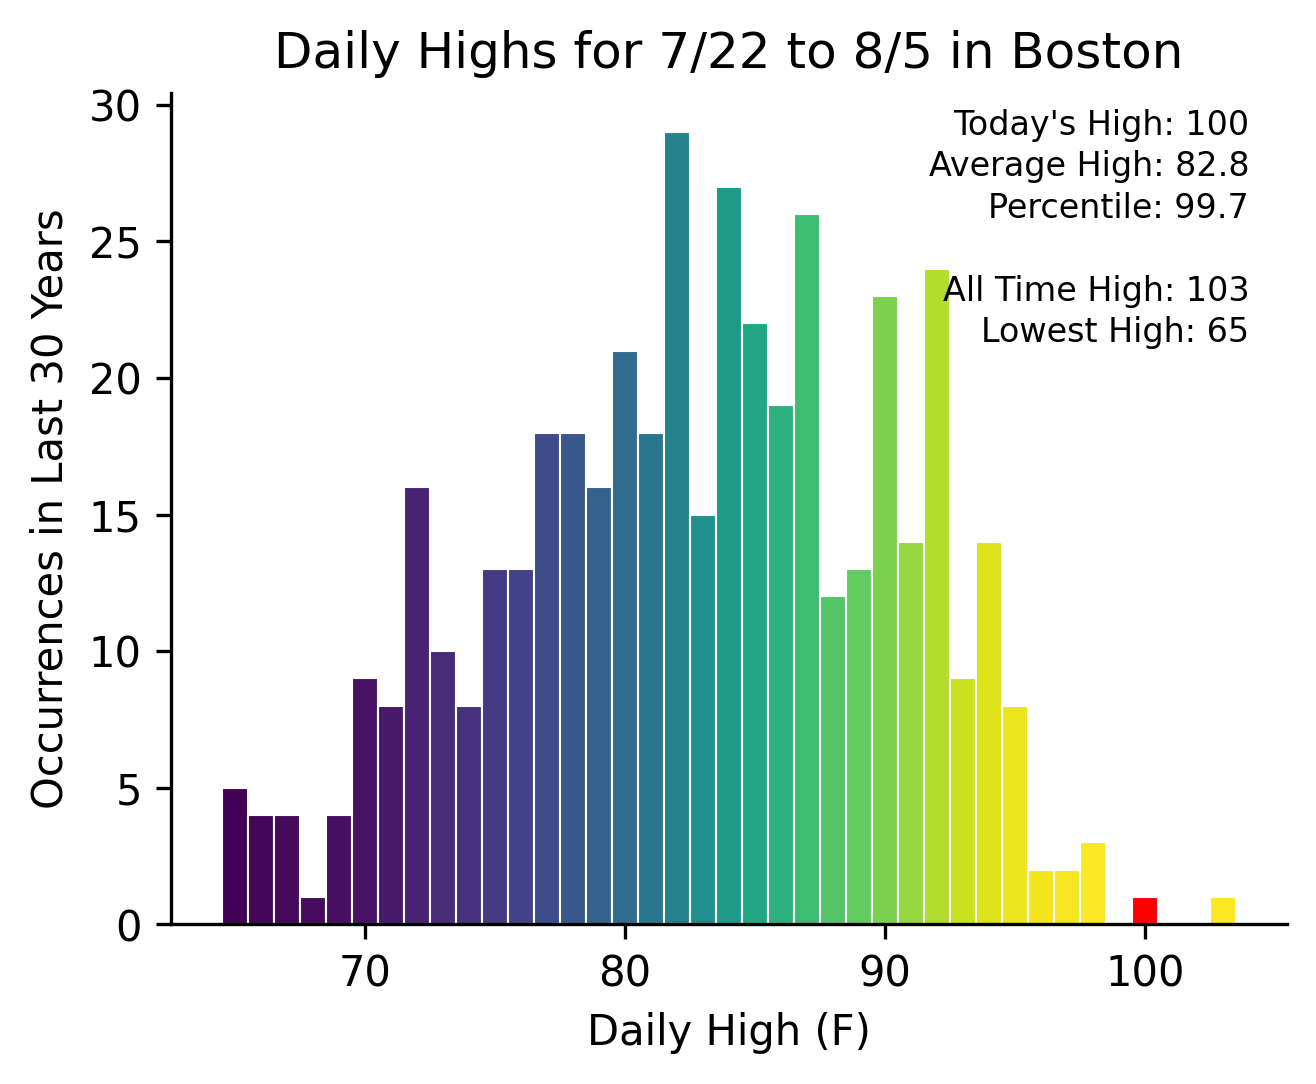 Daily Highs for 7/22 to 8/5 in Boston
Today's High: 100
Average High: 82.8
Percentile: 99.7
All Time High: 103
Lowest High: 65
Occurrences in Last 30 Years
30
25
20
15
10
5
0
70 80 90 100
Daily High (F)